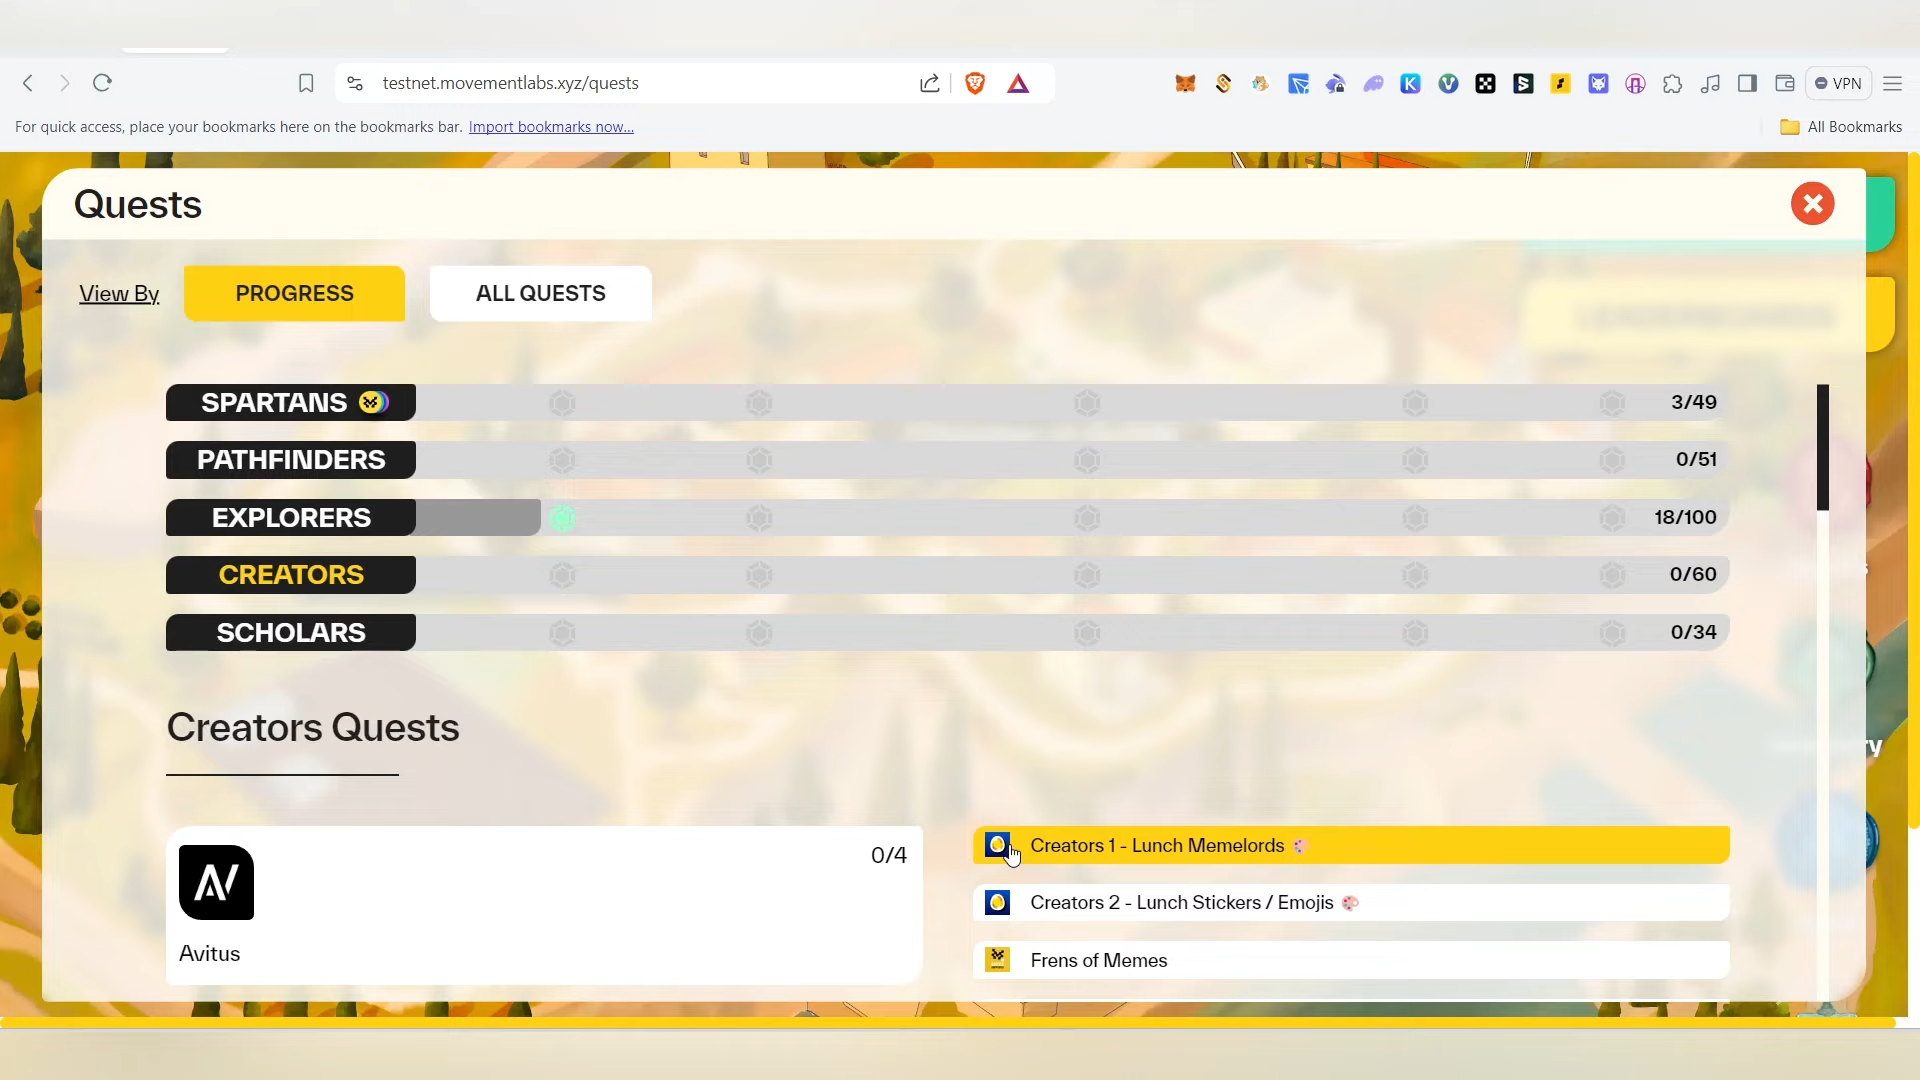 testnet.movementlabs.xyz/quests
VPN
For quick access, place your bookmarks here on the bookmarks bar. Import bookmarks now...
All Bookmarks
Quests
View By
PROGRESS
ALL QUESTS
LEADERBOARDS
SPARTANS
3/49
PATHFINDERS
0/51
EXPLORERS
18/100
CREATORS
0/60
SCHOLARS
0/34
Creators Quests
0/4
Avitus
Creators 1 - Lunch Memelords
Creators 2 - Lunch Stickers / Emojis
Frens of Memes